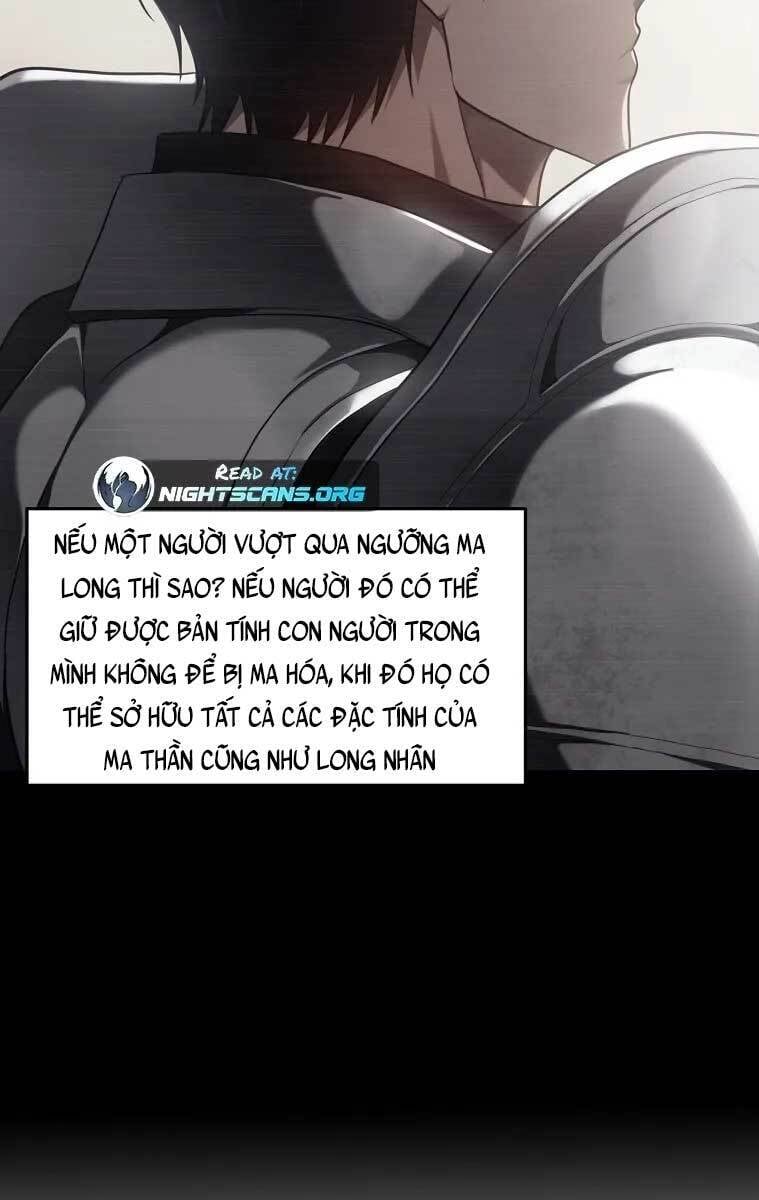 READ AT:
NIGHTSCANS.ORG
NẾU MỘT NGƯỜI VƯỢT QUA NGƯỠNG MA
LONG THÌ SAO? NẾU NGƯỜI ĐÓ CÓ THỂ
GIỮ ĐƯỢC BẢN TÍNH CON NGƯỜI TRONG
MÌNH KHÔNG ĐỂ BỊ MA HÓA, KHI ĐÓ HỌ CÓ
THỂ SỞ HỮU TẤT CẢ CÁC ĐẶC TÍNH CỦA
MA THẦN CŨNG NHƯ LONG NHÂN